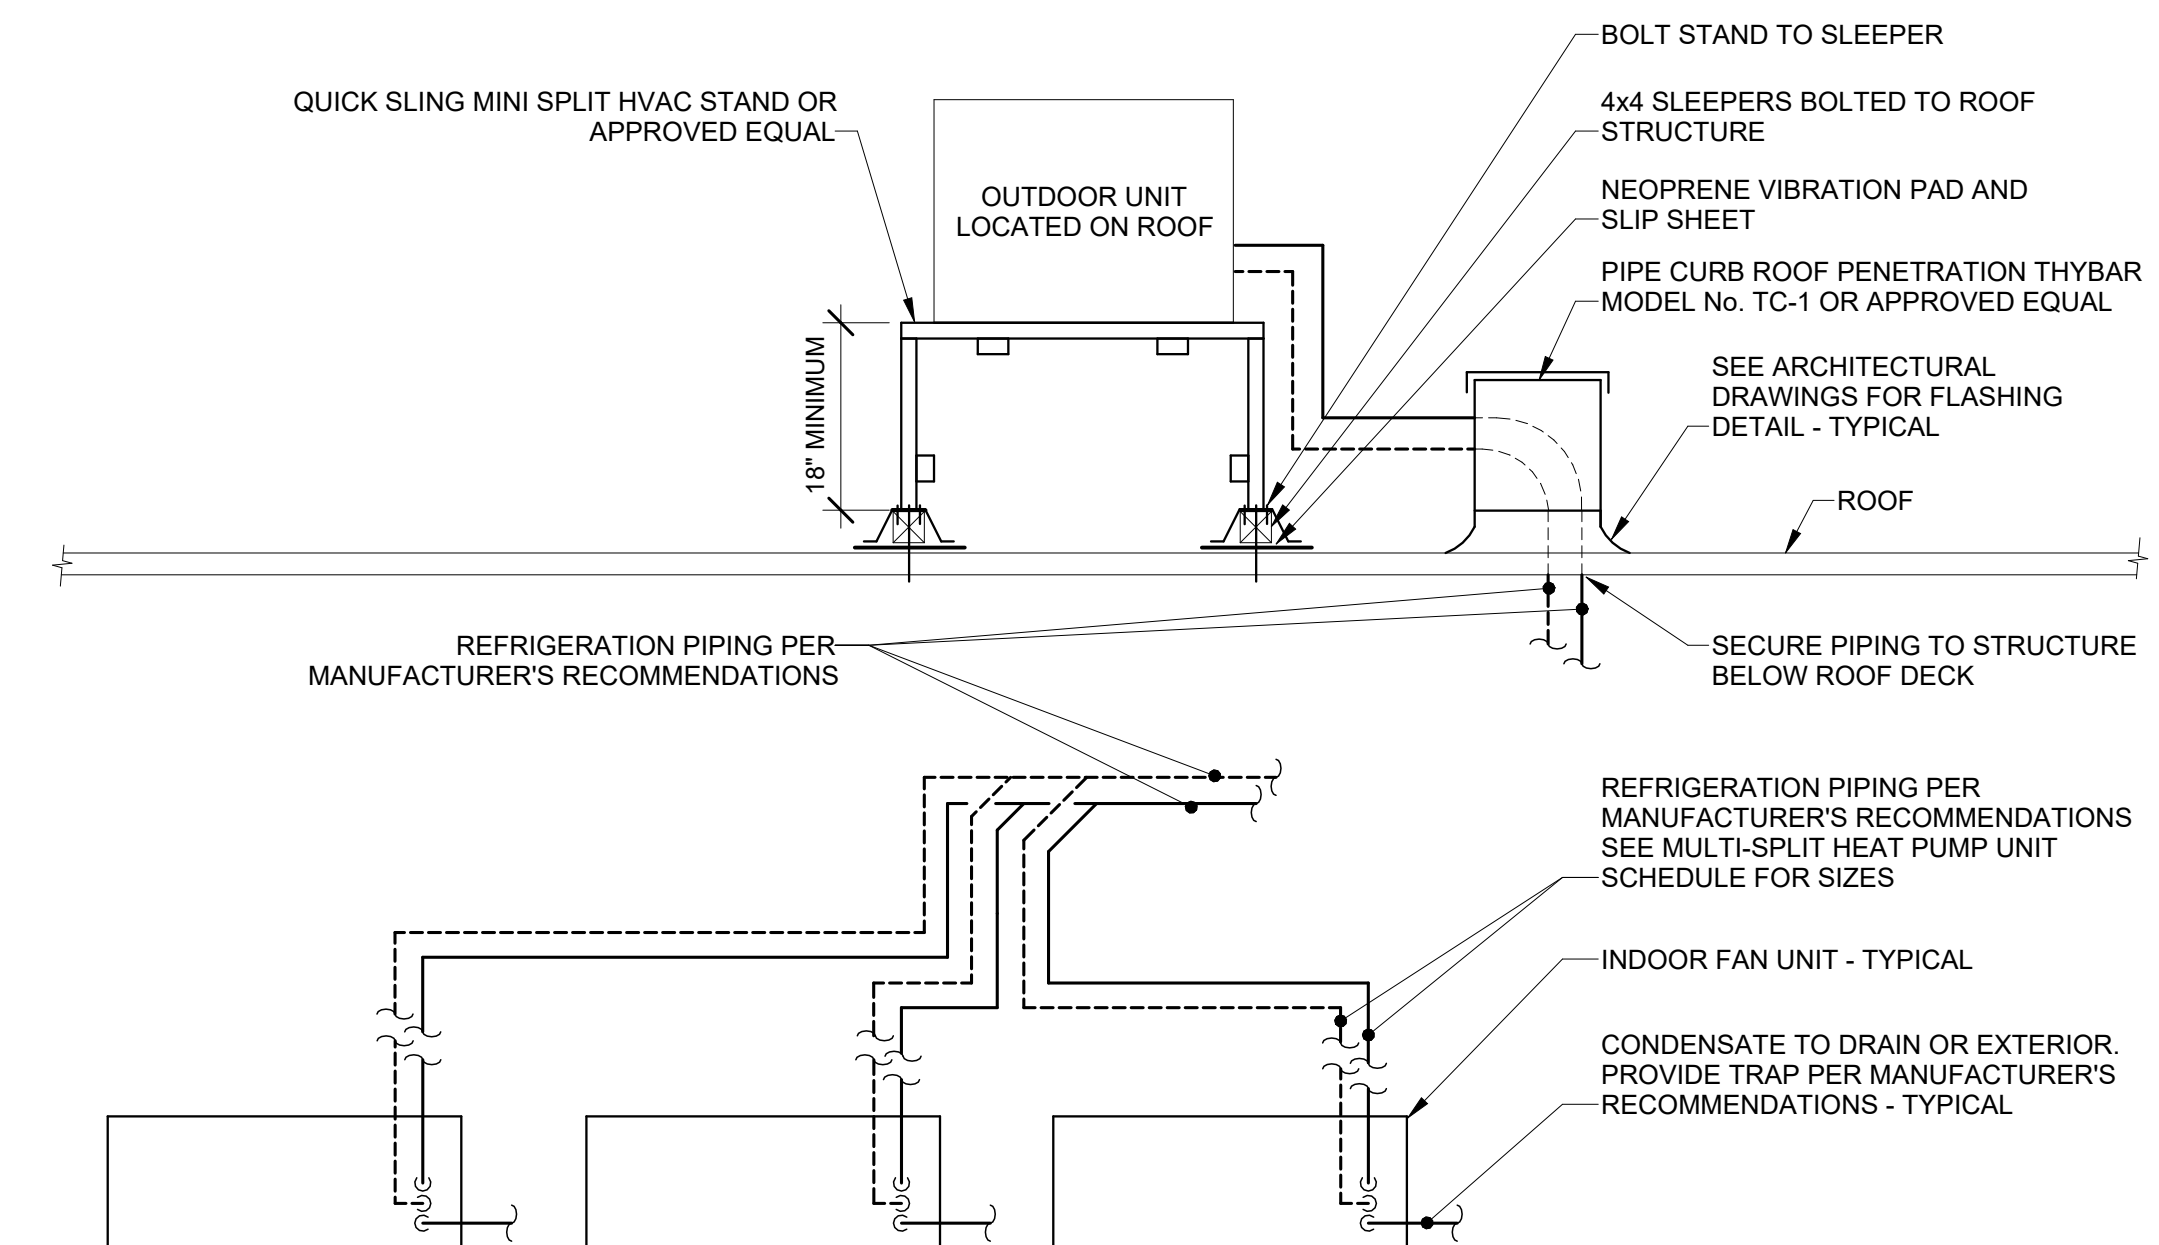 BOLT STAND TO SLEEPER
QUICK SLING MINI SPLIT HVAC STAND OR
APPROVED EQUAL
4x4 SLEEPERS BOLTED TO ROOF
STRUCTURE
OUTDOOR UNIT
LOCATED ON ROOF
NEOPRENE VIBRATION PAD AND
SLIP SHEET
PIPE CURB ROOF PENETRATION THYBAR
MODEL No. TC-1 OR APPROVED EQUAL
18" MINIMUM
SEE ARCHITECTURAL
DRAWINGS FOR FLASHING
DETAIL - TYPICAL
ROOF
REFRIGERATION PIPING PER
MANUFACTURER'S RECOMMENDATIONS
SECURE PIPING TO STRUCTURE
BELOW ROOF DECK
REFRIGERATION PIPING PER
MANUFACTURER'S RECOMMENDATIONS
SEE MULTI-SPLIT HEAT PUMP UNIT
SCHEDULE FOR SIZES
INDOOR FAN UNIT - TYPICAL
CONDENSATE TO DRAIN OR EXTERIOR.
PROVIDE TRAP PER MANUFACTURER'S
RECOMMENDATIONS - TYPICAL